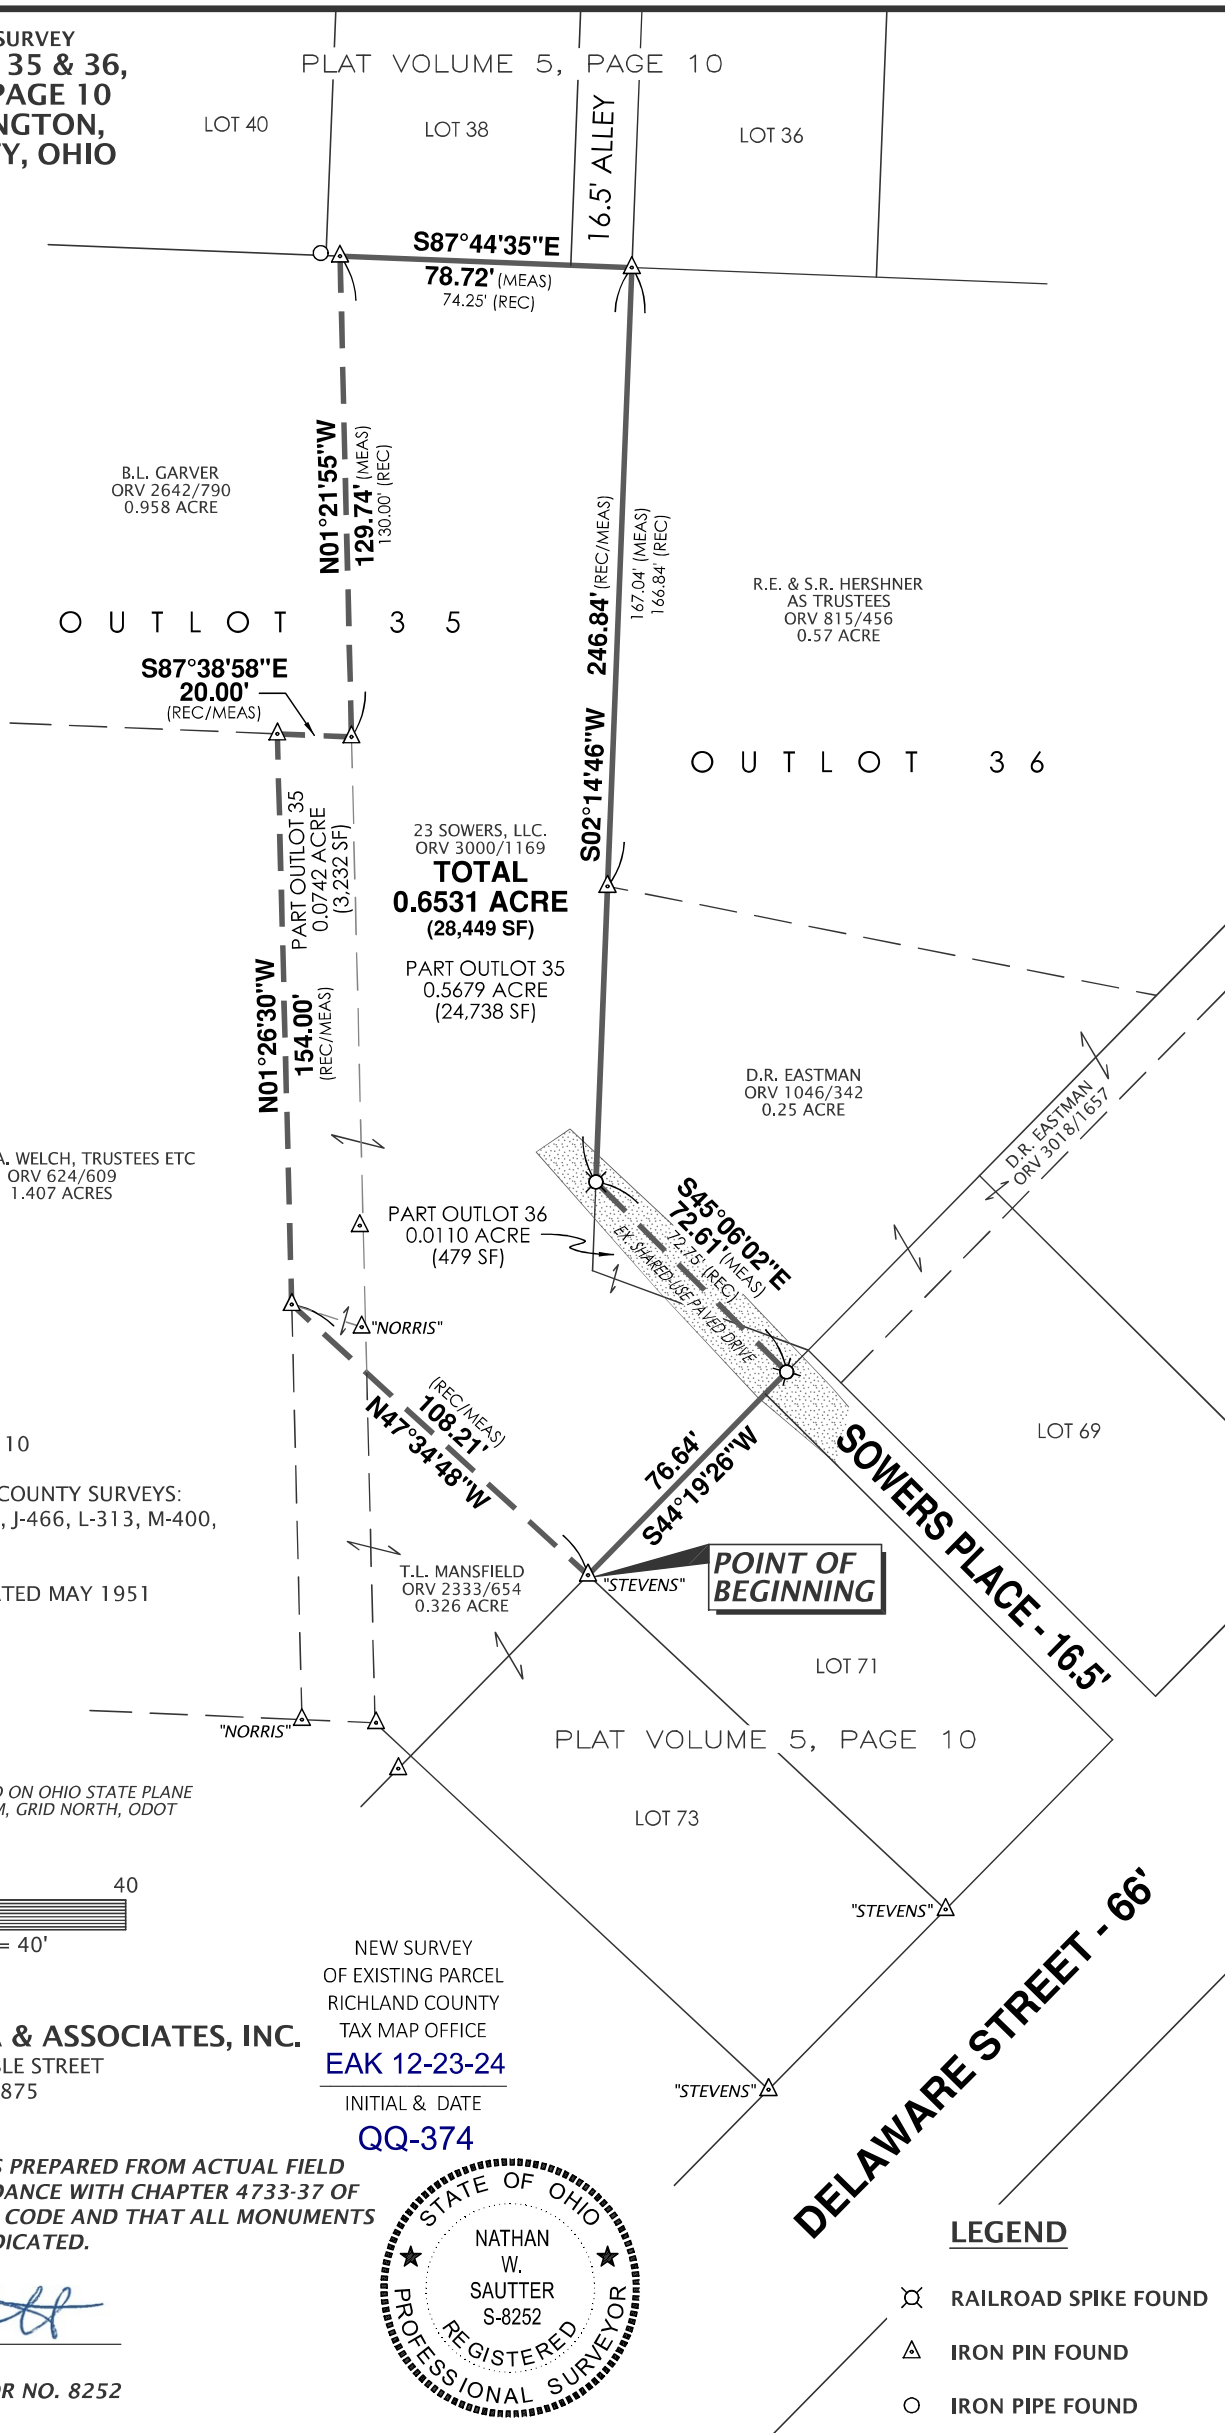 SURVEY
35 & 36,
PAGE 10
NGTON,
Y, OHIO
PLAT VOLUME 5, PAGE 10
LOT 40
LOT 38
16.5' ALLEY
LOT 36
S87°44'35"E
78.72' (MEAS)
74.25' (REC)
N01°21'55"W
129.74' (MEAS)
130.00' (REC)
B.L. GARVER
ORV 2642/790
0.958 ACRE
S02°14'46"W 246.84' (REC/MEAS)
167.04' (MEAS)
166.84' (REC)
R.E. & S.R. HERSHNER
AS TRUSTEES
ORV 815/456
0.57 ACRE
OUTLOT 35
S87°38'58"E
20.00'
(REC/MEAS)
OUTLOT 36
PART OUTLOT 35
0.0742 ACRE
(3,232 SF)
23 SOWERS, LLC.
ORV 3000/1169
TOTAL
0.6531 ACRE
(28,449 SF)
PART OUTLOT 35
0.5679 ACRE
(24,738 SF)
N01°26'30"W
154.00'
(REC/MEAS)
D.R. EASTMAN
ORV 1046/342
0.25 ACRE
D.R. EASTMAN
ORV 3018/1657
A. WELCH, TRUSTEES ETC
ORV 624/609
1.407 ACRES
PART OUTLOT 36
0.0110 ACRE
(479 SF)
S45°06'02"E
72.61' (MEAS)
72.75' (REC)
EX. SHARED-USE PAVED DRIVE
"NORRIS"
(REC/MEAS)
108.21'
N47°34'48"W
76.64'
S44°19'26"W
LOT 69
SOWERS PLACE - 16.5'
10
COUNTY SURVEYS:
, J-466, L-313, M-400,
TED MAY 1951
T.L. MANSFIELD
ORV 2333/654
0.326 ACRE
"STEVENS"
POINT OF
BEGINNING
LOT 71
"NORRIS"
PLAT VOLUME 5, PAGE 10
D ON OHIO STATE PLANE
M, GRID NORTH, ODOT
LOT 73
40
= 40'
"STEVENS"
DELAWARE STREET - 66'
NEW SURVEY
OF EXISTING PARCEL
RICHLAND COUNTY
TAX MAP OFFICE
EAK 12-23-24
INITIAL & DATE
QQ-374
A & ASSOCIATES, INC.
BLE STREET
875
"STEVENS"
S PREPARED FROM ACTUAL FIELD
DANCE WITH CHAPTER 4733-37 OF
CODE AND THAT ALL MONUMENTS
DICATED.
STATE OF OHIO
NATHAN
W.
SAUTTER
S-8252
REGISTERED
PROFESSIONAL SURVEYOR
OR NO. 8252
LEGEND
RAILROAD SPIKE FOUND
IRON PIN FOUND
IRON PIPE FOUND